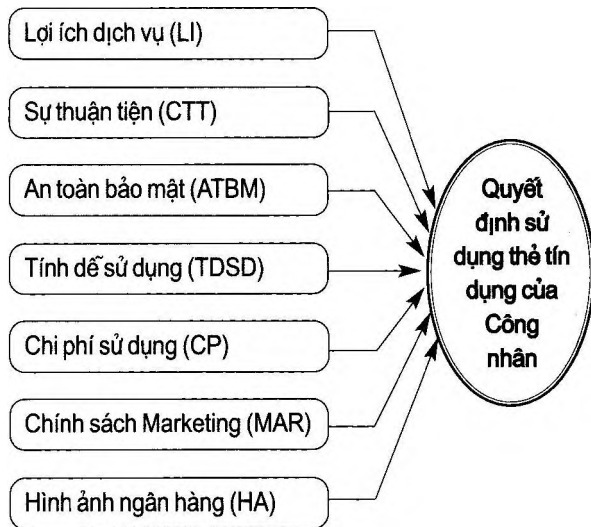 Lợi ích dịch vụ (LI)
Sự thuận tiện (CTT)
An toàn bảo mật (ATBM)
Tính dễ sử dụng (TDSD)
Chi phí sử dụng (CP)
Chính sách Marketing (MAR)
Hình ảnh ngân hàng (HA)
Quyết
định sử
dụng thẻ tín
dụng của
Công
nhân